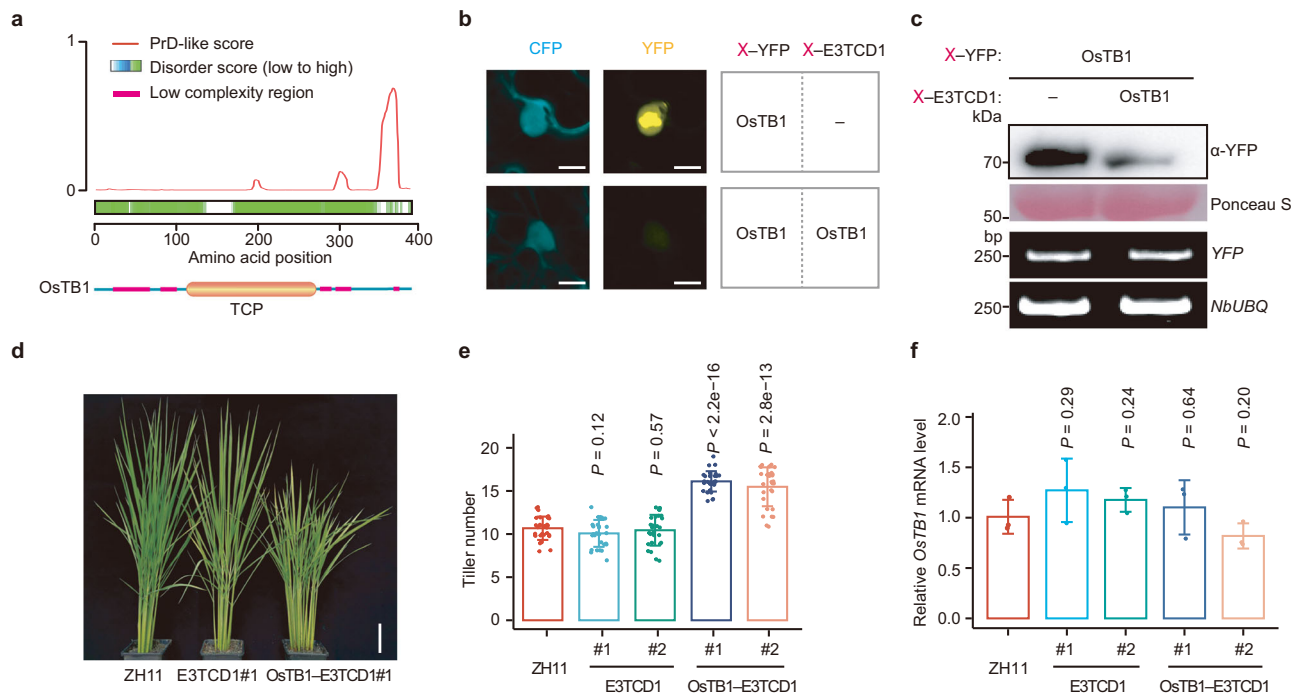 a
1
0
PrD-like score
Disorder score (low to high)
Low complexity region
0 100 200 300 400
Amino acid position
OsTB1
TCP
b
CFP YFP X–YFP X–E3TCD1
OsTB1 –
OsTB1 OsTB1
c
X–YFP: OsTB1
X–E3TCD1: – OsTB1
kDa
70 α-YFP
50 Ponceau S
bp
250 YFP
250 NbUBQ
d
ZH11 E3TCD1#1 OsTB1–E3TCD1#1
e
Tiller number
20
15
10
5
0
P = 0.12
P = 0.57
P < 2.2e−16
P = 2.8e−13
ZH11
#1 #2 #1 #2
E3TCD1 OsTB1–E3TCD1
f
Relative OsTB1 mRNA level
2.0
1.5
1.0
0.5
0.0
P = 0.29
P = 0.24
P = 0.64
P = 0.20
ZH11
#1 #2 #1 #2
E3TCD1 OsTB1–E3TCD1